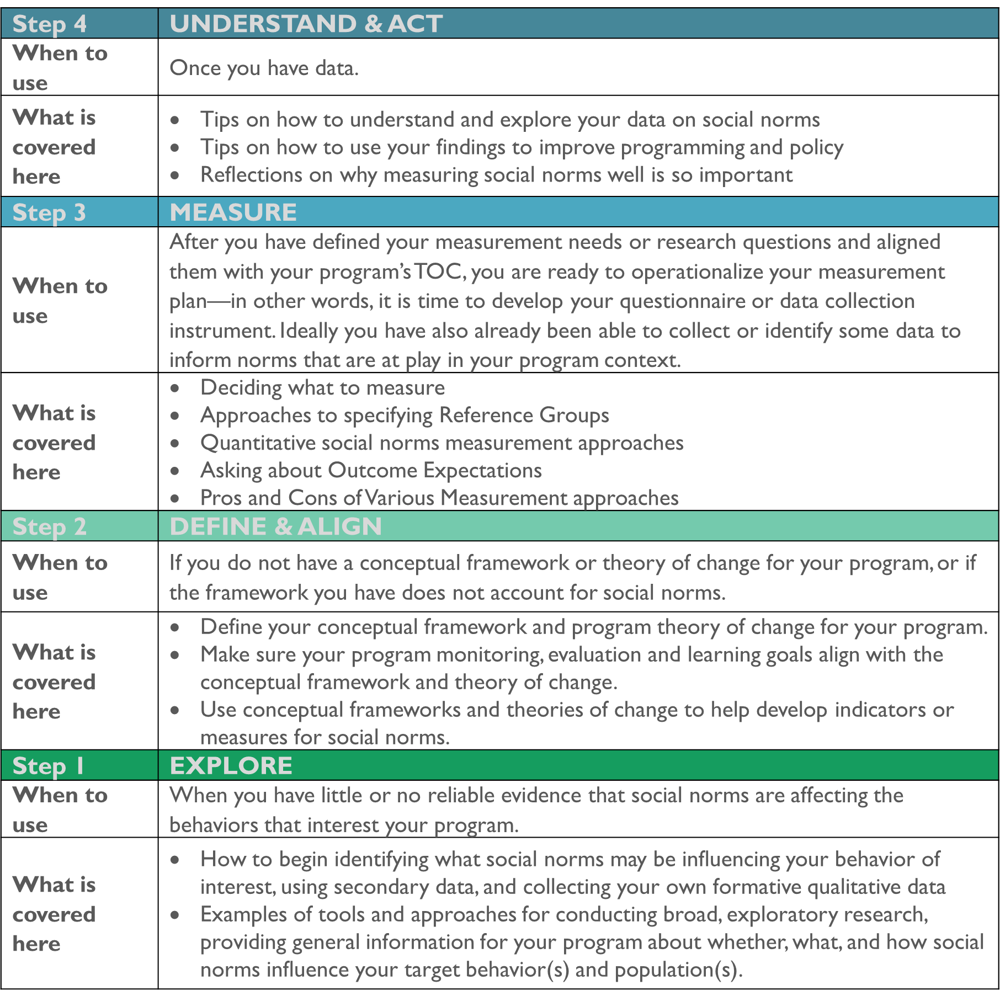 Step 4
UNDERSTAND & ACT
When to
use
Once you have data.
What is
covered
here
• Tips on how to understand and explore your data on social norms
• Tips on how to use your findings to improve programming and policy
• Reflections on why measuring social norms well is so important
Step 3
MEASURE
When to
use
After you have defined your measurement needs or research questions and aligned
them with your program's TOC, you are ready to operationalize your measurement
plan—in other words, it is time to develop your questionnaire or data collection
instrument. Ideally you have also already been able to collect or identify some data to
inform norms that are at play in your program context.
What is
covered
here
• Deciding what to measure
• Approaches to specifying Reference Groups
• Quantitative social norms measurement approaches
• Asking about Outcome Expectations
• Pros and Cons of Various Measurement approaches
Step 2
DEFINE & ALIGN
When to
use
If you do not have a conceptual framework or theory of change for your program, or if
the framework you have does not account for social norms.
What is
covered
here
• Define your conceptual framework and program theory of change for your program.
• Make sure your program monitoring, evaluation and learning goals align with the
conceptual framework and theory of change.
• Use conceptual frameworks and theories of change to help develop indicators or
measures for social norms.
Step 1
EXPLORE
When to
use
When you have little or no reliable evidence that social norms are affecting the
behaviors that interest your program.
What is
covered
here
• How to begin identifying what social norms may be influencing your behavior of
interest, using secondary data, and collecting your own formative qualitative data
• Examples of tools and approaches for conducting broad, exploratory research,
providing general information for your program about whether, what, and how social
norms influence your target behavior(s) and population(s).